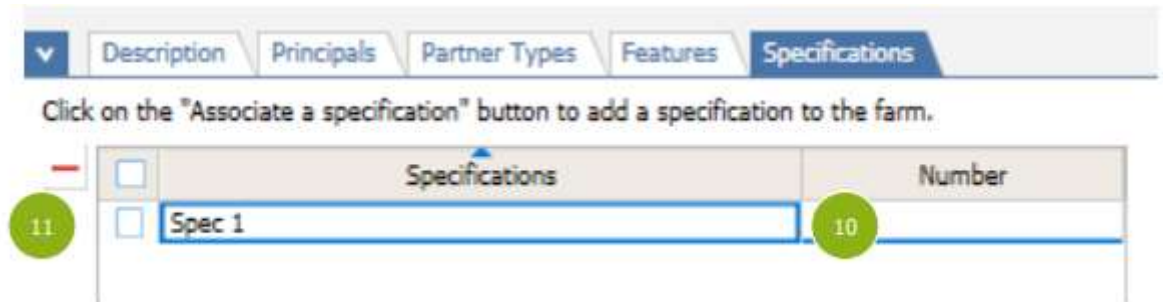 Description Principals Partner Types Features Specifications
Click on the "Associate a specification" button to add a specification to the farm.
Specifications Number
11 Spec 1 10